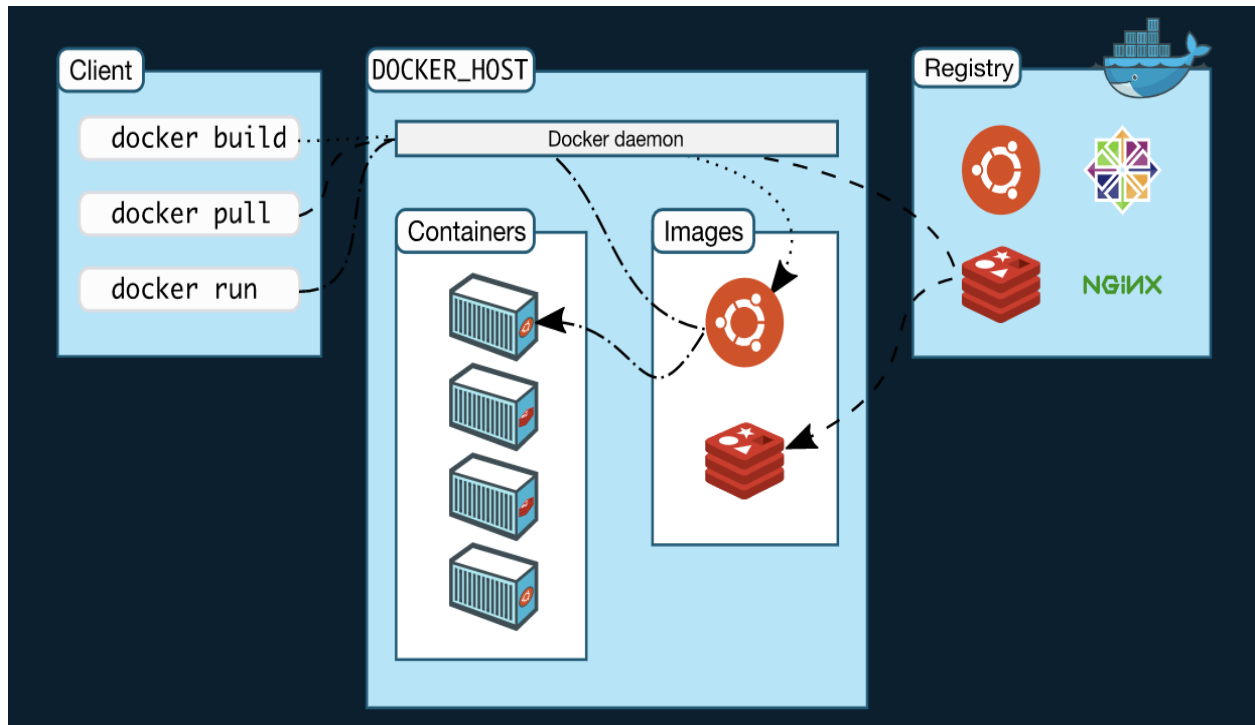 Client
docker build
docker pull
docker run
DOCKER_HOST
Docker daemon
Containers
Images
Registry
NGiNX